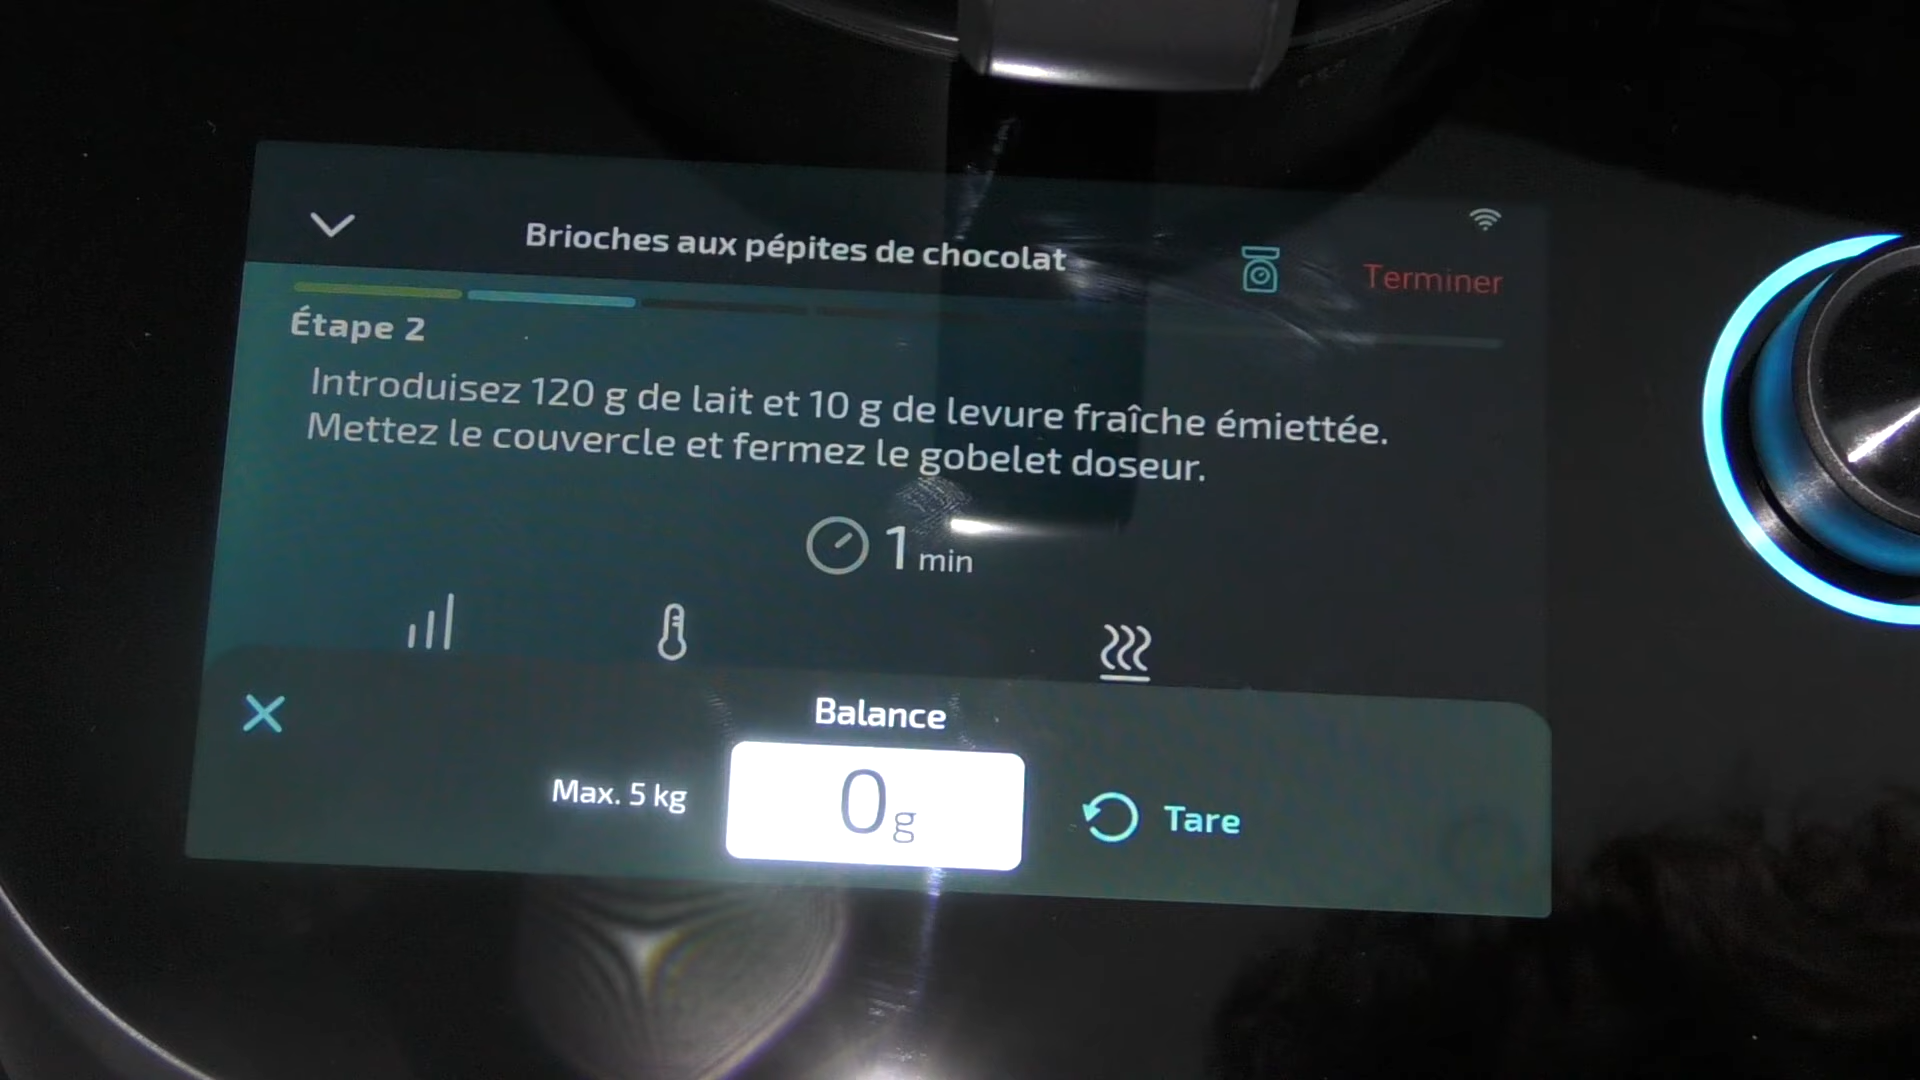 Brioches aux pépites de chocolat
Terminer
Étape 2
Introduisez 120 g de lait et 10 g de levure fraîche émiettée.
Mettez le couvercle et fermez le gobelet doseur.
1 min
Balance
Max. 5 kg
0 g
Tare